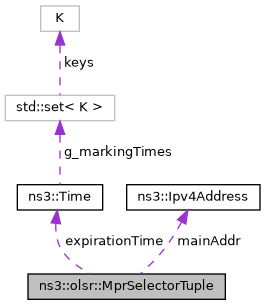 K
keys
std::set< K >
g_markingTimes
ns3::Time
ns3::Ipv4Address
expirationTime
mainAddr
ns3::olsr::MprSelectorTuple